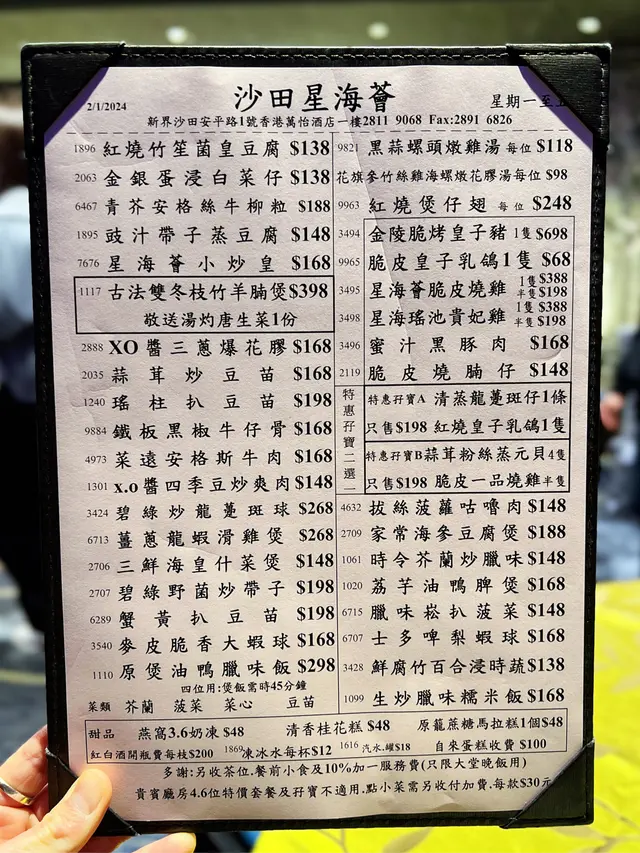 2/1/2024
沙田星海薈
星期一至五
新界沙田安平路1號香港萬怡酒店一樓2811 9068 Fax:2891 6826
1896 紅燒竹笙菌皇豆腐 $138
2063 金銀蛋浸白菜仔 $138
6467 青芥安格絲牛柳粒 $188
1895 豉汁帶子蒸豆腐 $148
7676 星海薈小炒皇 $168
1117 古法雙冬枝竹羊腩煲 $398
敬送湯灼唐生菜1份
2888 XO醬三蔥爆花膠 $168
2035 蒜茸炒豆苗 $168
1240 瑤柱扒豆苗 $198
9884 鐵板黑椒牛仔骨 $168
4973 菜遠安格斯牛肉 $168
1301 x.o醬四季豆炒爽肉 $148
3424 碧綠炒龍躉斑球 $268
6713 薑蔥龍蝦滑雞煲 $268
2706 三鮮海皇什菜煲 $148
2707 碧綠野菌炒帶子 $198
6289 蟹黃扒豆苗 $198
3540 麥皮脆香大蝦球 $168
1110 原煲油鴨臘味飯 $298
四位用:煲飯需時45分鐘
菜類 芥蘭 菠菜 菜心 豆苗
9821 黑蒜螺頭燉雞湯 每位 $118
花旗參竹絲雞海螺燉花膠湯每位 $98
9963 紅燒煲仔翅 每位 $248
3494 金陵脆烤皇子豬 1隻 $698
9965 脆皮皇子乳鴿1隻 $68
3495 星海薈脆皮燒雞 1隻 $388 半隻 $198
3498 星海瑤池貴妃雞 1隻 $388 半隻 $198
3496 蜜汁黑豚肉 $168
2119 脆皮燒腩仔 $148
特惠孖寶二選一
特惠孖寶A 清蒸龍躉斑仔1條
只售$198 紅燒皇子乳鴿1隻
特惠孖寶B蒜茸粉絲蒸元貝4隻
只售$198 脆皮一品燒雞半隻
4632 拔絲菠蘿咕嚕肉 $148
2709 家常海參豆腐煲 $188
1061 時令芥蘭炒臘味 $148
1020 荔芋油鴨脾煲 $168
6715 臘味崧扒菠菜 $148
6707 士多啤梨蝦球 $168
3428 鮮腐竹百合浸時蔬 $138
1099 生炒臘味糯米飯 $168
甜品 燕窩3.6奶凍 $48 清香桂花糕 $48 原籠蔗糖馬拉糕1個$48
紅白酒開瓶費每枝$200 1869凍冰水每杯$12 1616 汽水.罐$18 自來蛋糕收費 $100
多謝:另收茶位,餐前小食及10%加一服務費(只限大堂晚飯用)
貴賓廳房4.6位特價套餐及孖寶不適用.點小菜需另收付加費,每款$30元